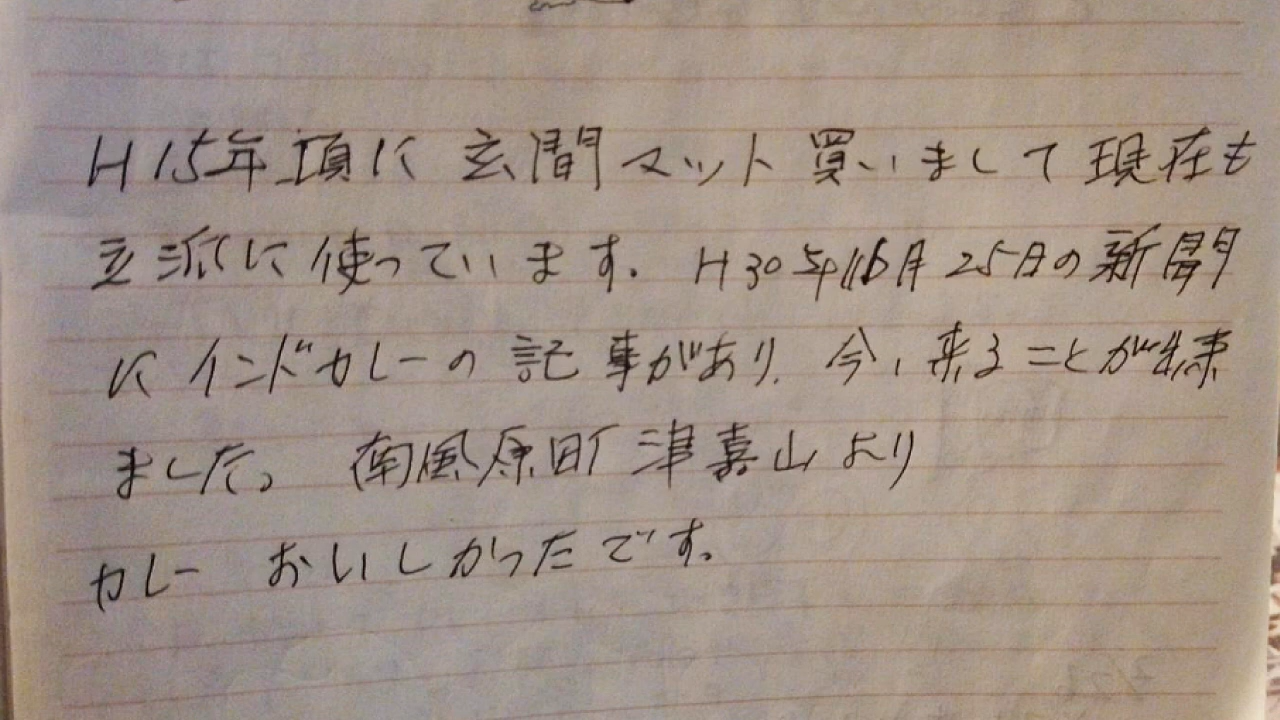 H15年項に 玄関マット買いまして現在も
立派に使っています. H30年 月25日の新聞
にインドカレーの記事があり、今、来ることが出来
ました。 南風原町津嘉山より
カレー おいしかったです。